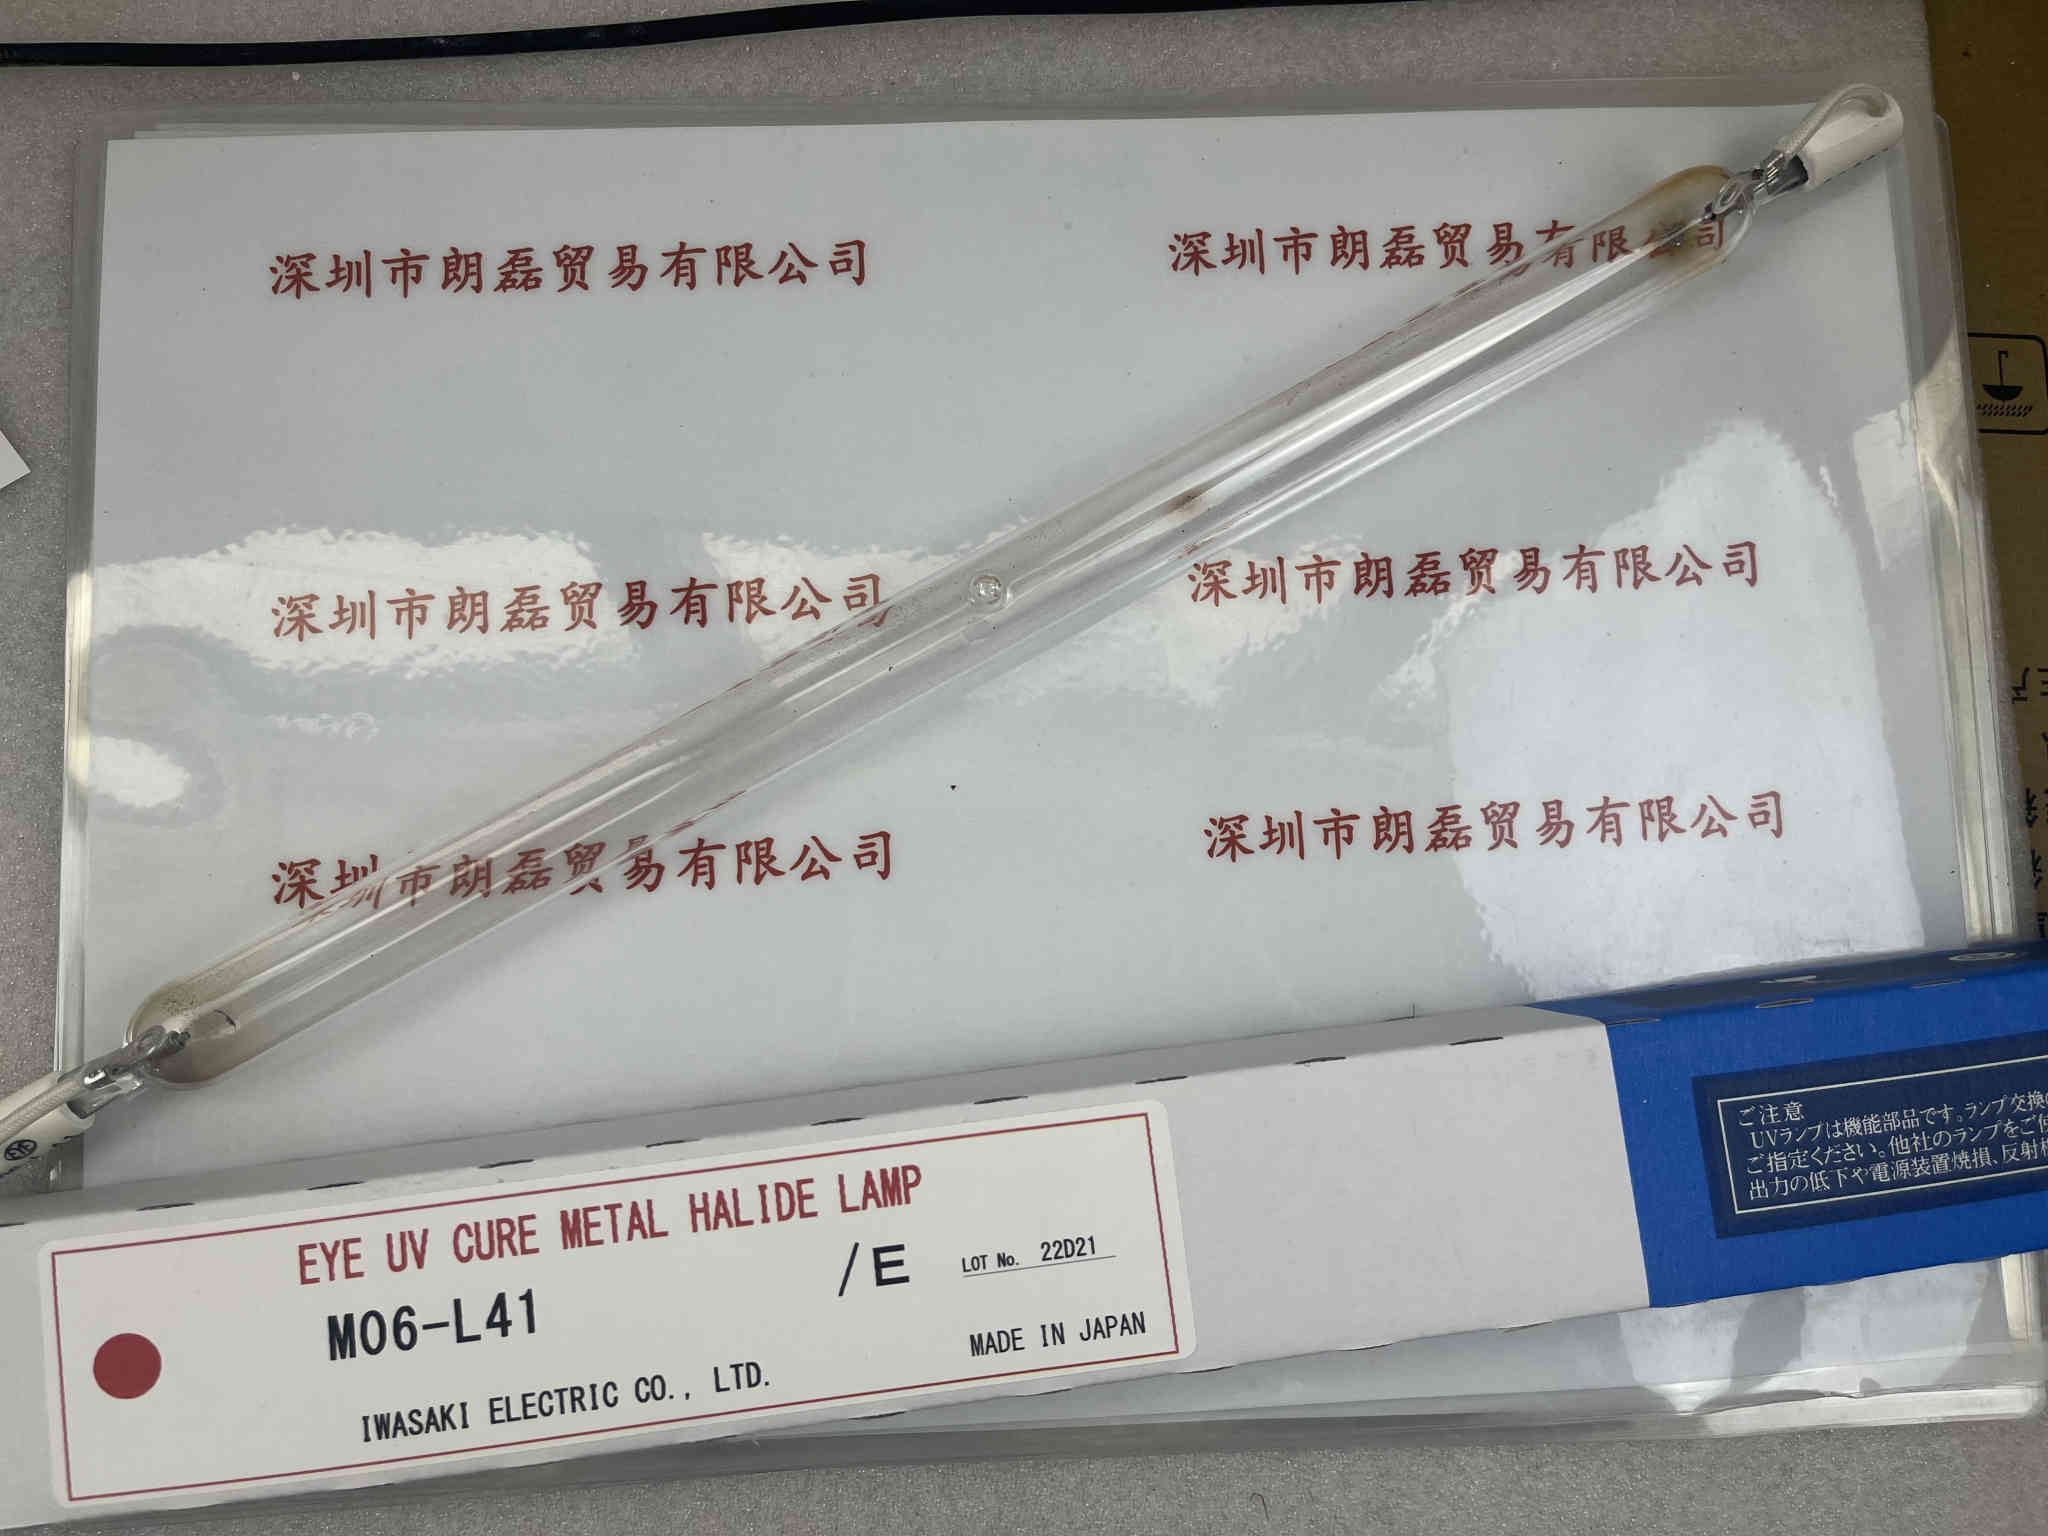 深圳市朗磊贸易有限公司
深圳市朗磊贸易有限公司
深圳市朗磊贸易有限公司
深圳市朗磊贸易有限公司
深圳市朗磊贸易有限公司
深圳市朗磊贸易有限公司
ご注意
UVランプは機能部品です。ランプ交換の
ご指定ください。他社のランプをご使
出力の低下や電源装置焼損、反射
EYE UV CURE METAL HALIDE LAMP
M06-L41
/E
LOT No. 22D21
IWASAKI ELECTRIC CO., LTD.
MADE IN JAPAN